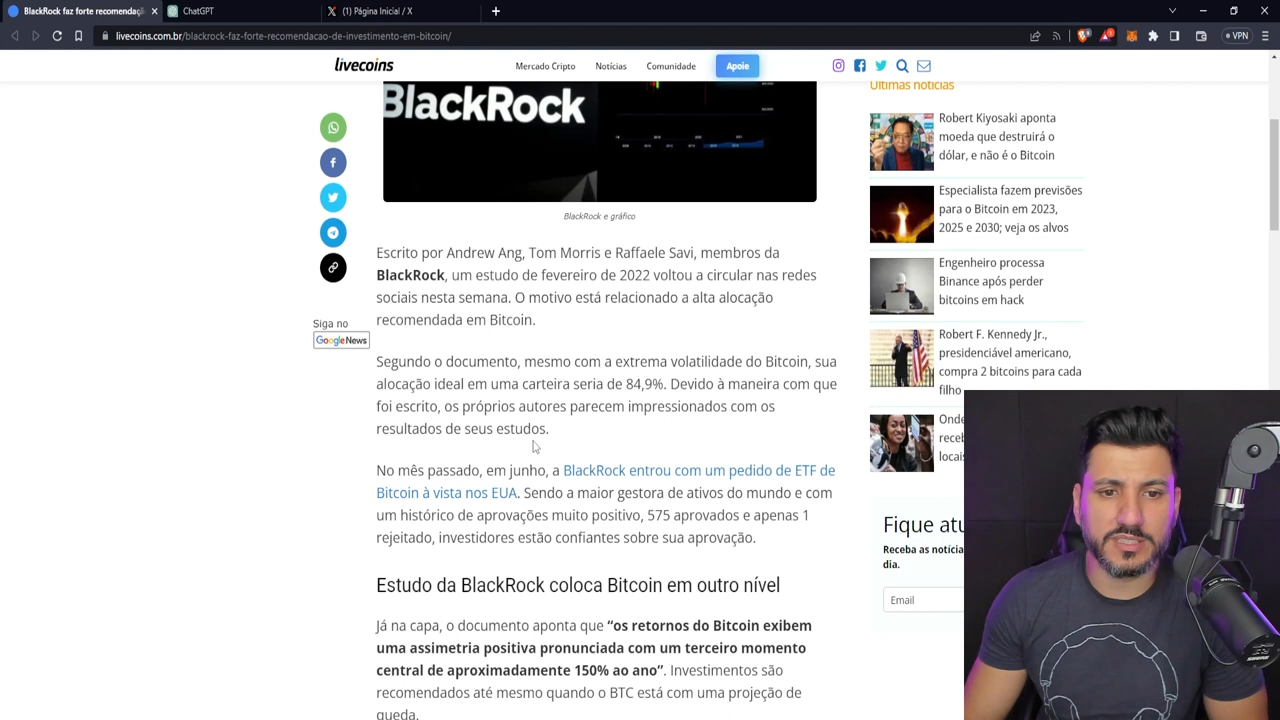 BlackRock faz forte recomendaçã
ChatGPT
(1) Página Inicial / X
livecoins.com.br/blackrock-faz-forte-recomendacao-de-investimento-em-bitcoin/
VPN
livecoins
Mercado Cripto
Notícias
Comunidade
Apoie
BlackRock
BlackRock e gráfico
Siga no
Google News
Escrito por Andrew Ang, Tom Morris e Raffaele Savi, membros da
BlackRock, um estudo de fevereiro de 2022 voltou a circular nas redes
sociais nesta semana. O motivo está relacionado a alta alocação
recomendada em Bitcoin.
Segundo o documento, mesmo com a extrema volatilidade do Bitcoin, sua
alocação ideal em uma carteira seria de 84,9%. Devido à maneira com que
foi escrito, os próprios autores parecem impressionados com os
resultados de seus estudos.
No mês passado, em junho, a BlackRock entrou com um pedido de ETF de
Bitcoin à vista nos EUA. Sendo a maior gestora de ativos do mundo e com
um histórico de aprovações muito positivo, 575 aprovados e apenas 1
rejeitado, investidores estão confiantes sobre sua aprovação.
Estudo da BlackRock coloca Bitcoin em outro nível
Já na capa, o documento aponta que “os retornos do Bitcoin exibem
uma assimetria positiva pronunciada com um terceiro momento
central de aproximadamente 150% ao ano”. Investimentos são
recomendados até mesmo quando o BTC está com uma projeção de
queda.
Últimas notícias
Robert Kiyosaki aponta
moeda que destruirá o
dólar, e não é o Bitcoin
Especialista fazem previsões
para o Bitcoin em 2023,
2025 e 2030; veja os alvos
Engenheiro processa
Binance após perder
bitcoins em hack
Robert F. Kennedy Jr.,
presidenciável americano,
compra 2 bitcoins para cada
filho
Onde
receb
locais
Fique atu
Receba as notícia
dia.
Email